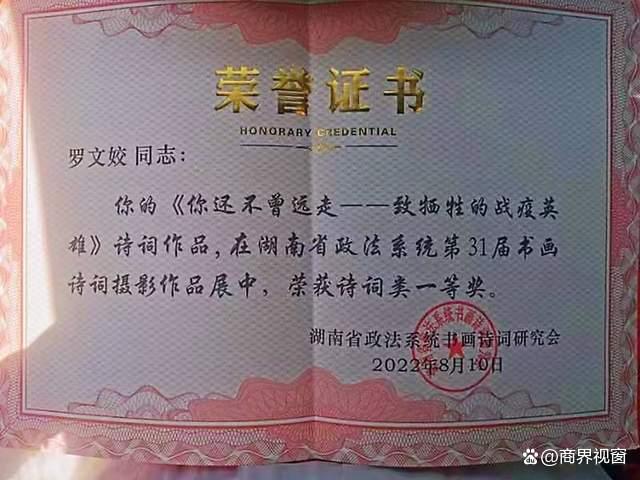 荣誉证书
HONORARY CREDENTIAL
罗文姣 同志：
你的《你还不曾远走——致牺牲的战疫英
雄》诗词作品，在湖南省政法系统第31届书画
诗词摄影作品展中，荣获诗词类一等奖。
湖南省政法系统书画诗词研究会
2022年8月10日
@商界视窗